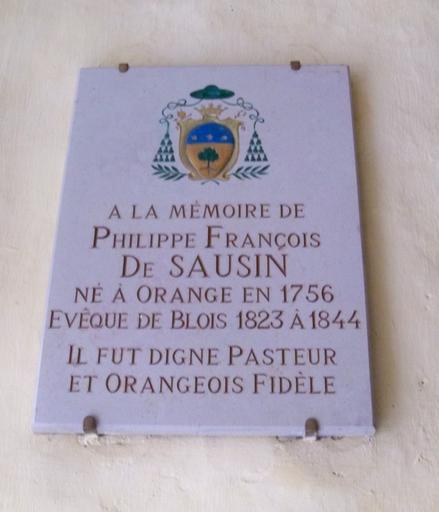 A LA MÉMOIRE DE
PHILIPPE FRANÇOIS
DE SAUSIN
NÉ À ORANGE EN 1756
EVÊQUE DE BLOIS 1823 À 1844
IL FUT DIGNE PASTEUR
ET ORANGEOIS FIDÈLE